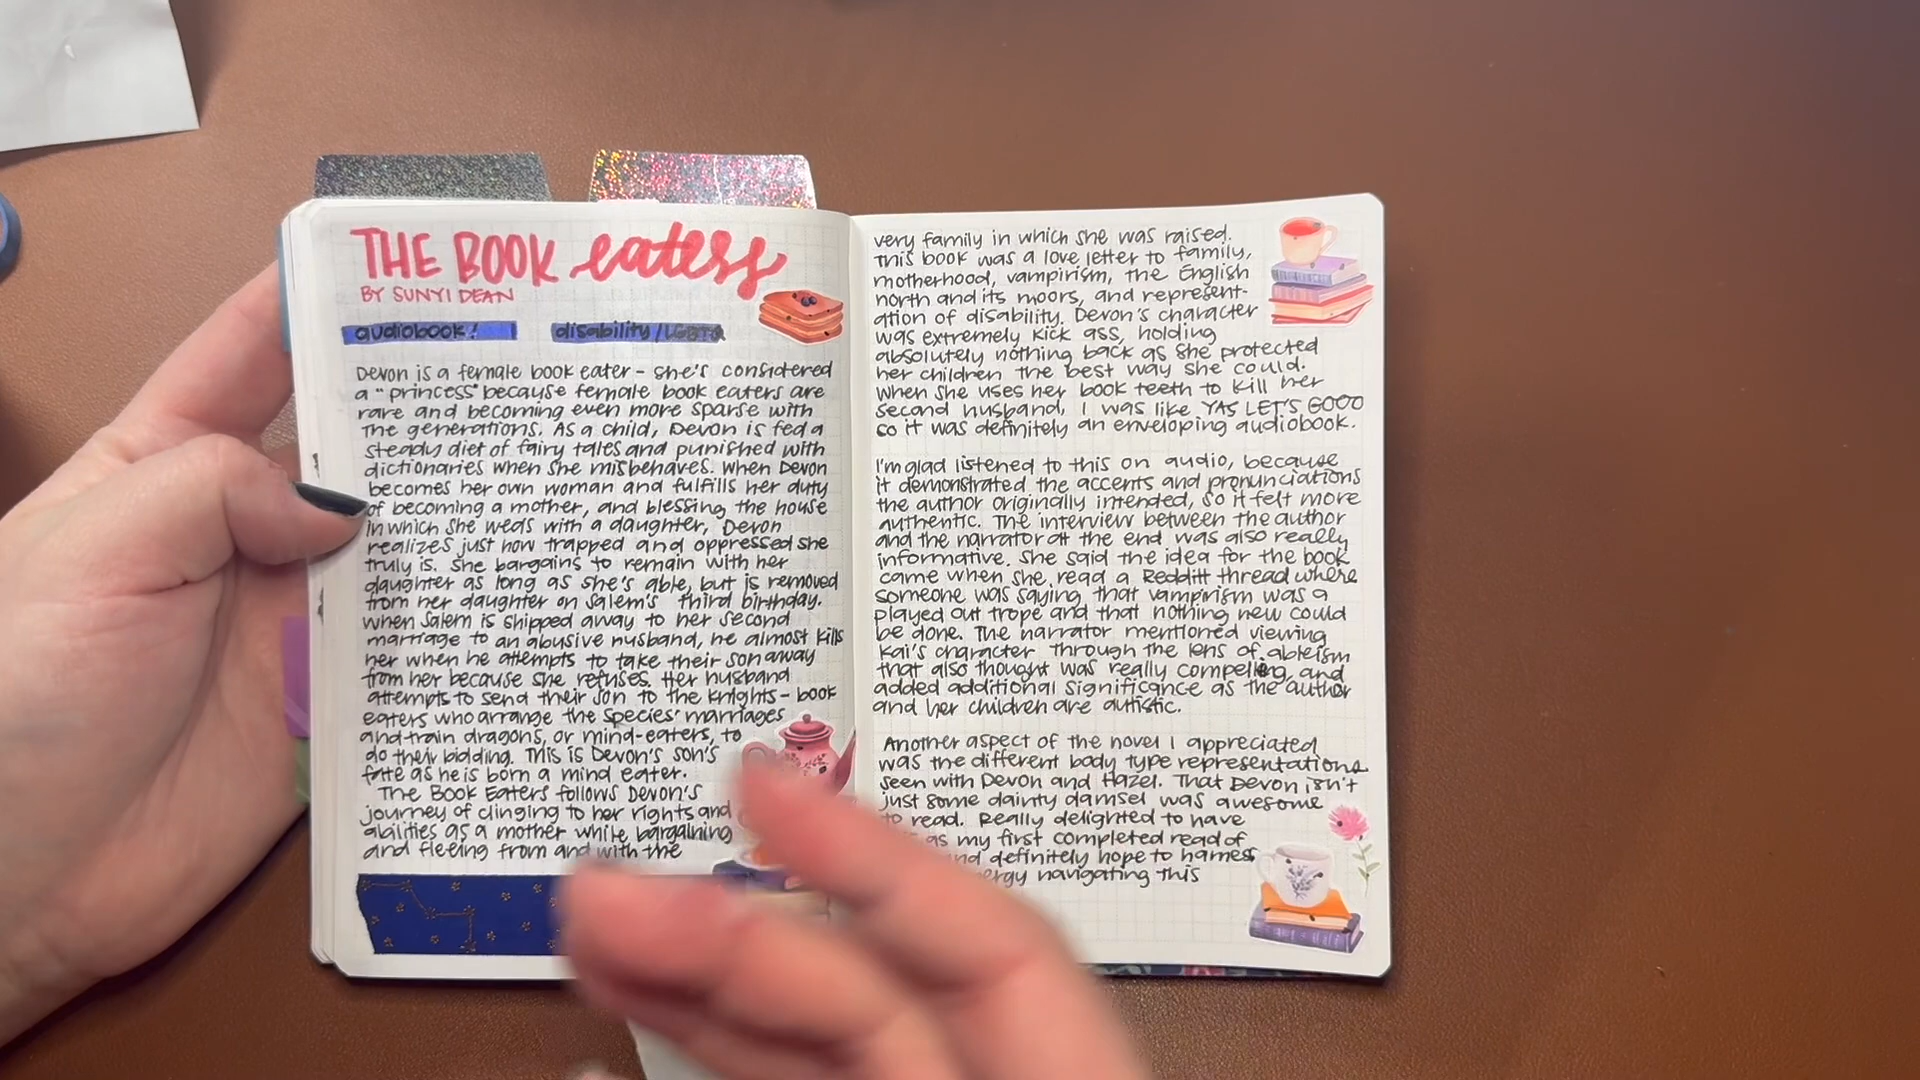 THE BOOK eaters
BY SUNYI DEAN
audiobook! disability/LGBTQ
Devon is a female book eater - she's considered
a "princess" because female book eaters are
rare and becoming even more sparse with
the generations. As a child, Devon is fed a
steady diet of fairy tales and punished with
dictionaries when she misbehaves. When Devon
becomes her own woman and fulfills her duty
of becoming a mother, and blessing the house
in which she weds with a daughter, Devon
realizes just how trapped and oppressed she
truly is. She bargains to remain with her
daughter as long as she's able, but is removed
from her daughter on Salem's third birthday.
When Salem is shipped away to her second
marriage to an abusive husband, he almost kills
her when he attempts to take their son away
from her because she refuses. Her husband
attempts to send their son to the knights - book
eaters who arrange the species' marriages
and train dragons, or mind-eaters, to
do their bidding. This is Devon's son's
fate as he is born a mind eater.
The Book Eaters follows Devon's
journey of clinging to her rights and
abilities as a mother while bargaining
and fleeing from and with the
very family in which she was raised.
This book was a love letter to family,
motherhood, vampirism, the English
north and its moors, and represent-
ation of disability. Devon's character
was extremely kick ass, holding
absolutely nothing back as she protected
her children the best way she could.
When she uses her book teeth to kill her
second husband, I was like YAS LET'S GOOO
so it was definitely an enveloping audiobook.
I'm glad listened to this on audio, because
it demonstrated the accents and pronunciations
the author originally intended, so it felt more
authentic. The interview between the author
and the narrator at the end was also really
informative. She said the idea for the book
came when she read a Redditt thread where
someone was saying that vampirism was a
played out trope and that nothing new could
be done. The narrator mentioned viewing
Kai's character through the lens of ableism
that also thought was really compelling, and
added additional significance as the author
and her children are autistic.
Another aspect of the novel I appreciated
was the different body type representations
seen with Devon and Hazel. That Devon isn't
just some dainty damsel was awesome
to read. Really delighted to have
as my first completed read of
and definitely hope to harness
navigating this